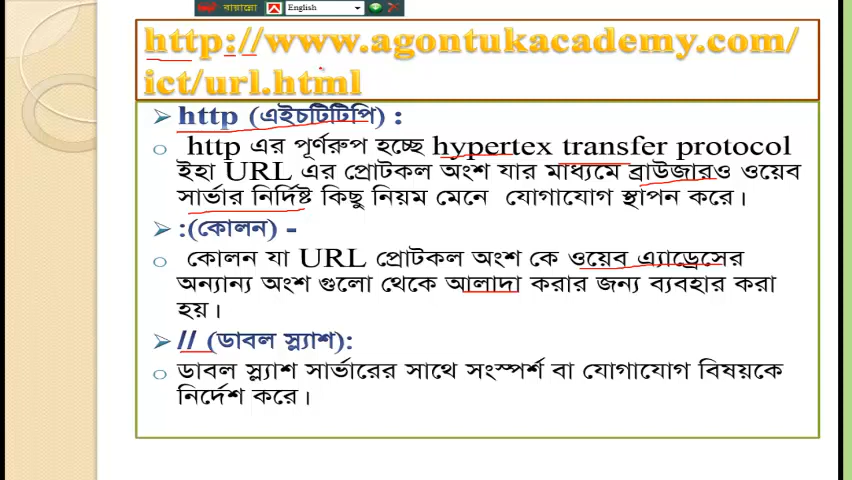 বায়ান্নো English
http://www.agontukacademy.com/
ict/url.html
http (এইচটিটিপি) :
http এর পূর্ণরুপ হচ্ছে hypertex transfer protocol
ইহা URL এর প্রোটকল অংশ যার মাধ্যমে ব্রাউজারও ওয়েব
সার্ভার নির্দিষ্ট কিছু নিয়ম মেনে যোগাযোগ স্থাপন করে।
:(কোলন) -
কোলন যা URL প্রোটকল অংশ কে ওয়েব এ্যাড্রেসের
অন্যান্য অংশ গুলো থেকে আলাদা করার জন্য ব্যবহার করা
হয়।
// (ডাবল স্ল্যাশ):
ডাবল স্ল্যাশ সার্ভারের সাথে সংস্পর্শ বা যোগাযোগ বিষয়কে
নির্দেশ করে।